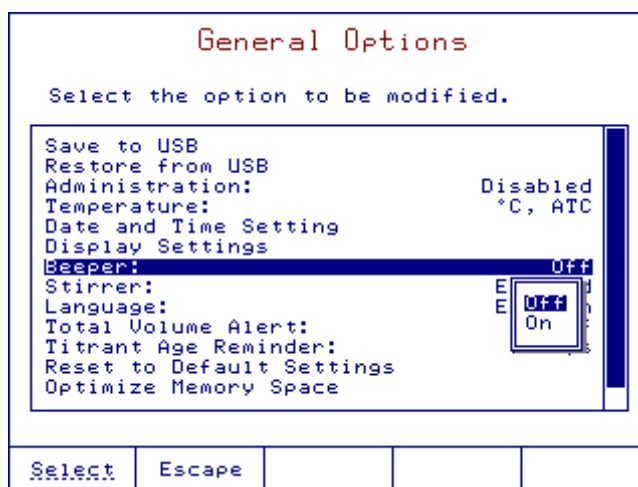 General Options
Select the option to be modified.
Save to USB
Restore from USB
Administration: Disabled
Temperature: °C, ATC
Date and Time Setting
Display Settings
Beeper: Off
Stirrer:
Language:
Off
On
Total Volume Alert:
Titrant Age Reminder:
Reset to Default Settings
Optimize Memory Space
Select Escape